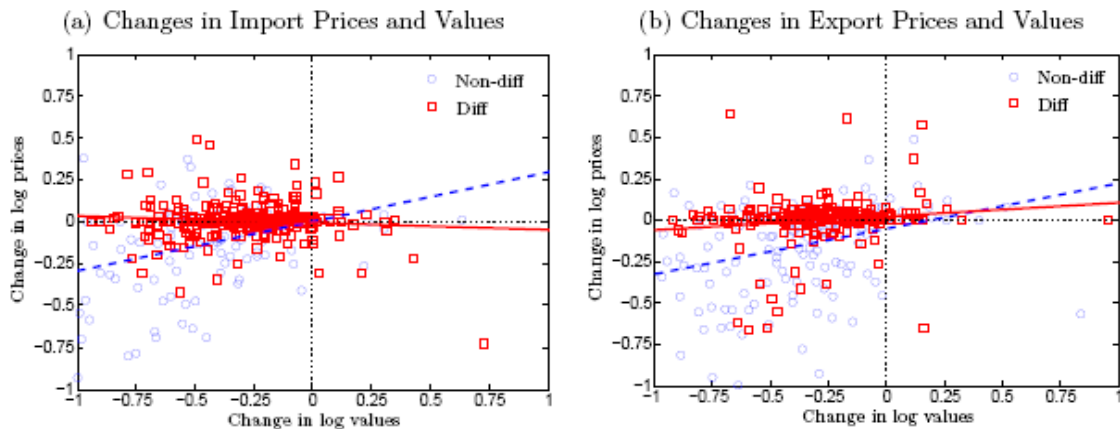 (a) Changes in Import Prices and Values
1
0.75
0.5
0.25
0
−0.25
−0.5
−0.75
−1
Change in log prices
Non-diff
Diff
−1 −0.75 −0.5 −0.25 0 0.25 0.5 0.75 1
Change in log values
(b) Changes in Export Prices and Values
1
0.75
0.5
0.25
0
−0.25
−0.5
−0.75
−1
Change in log prices
Non-diff
Diff
−1 −0.75 −0.5 −0.25 0 0.25 0.5 0.75 1
Change in log values